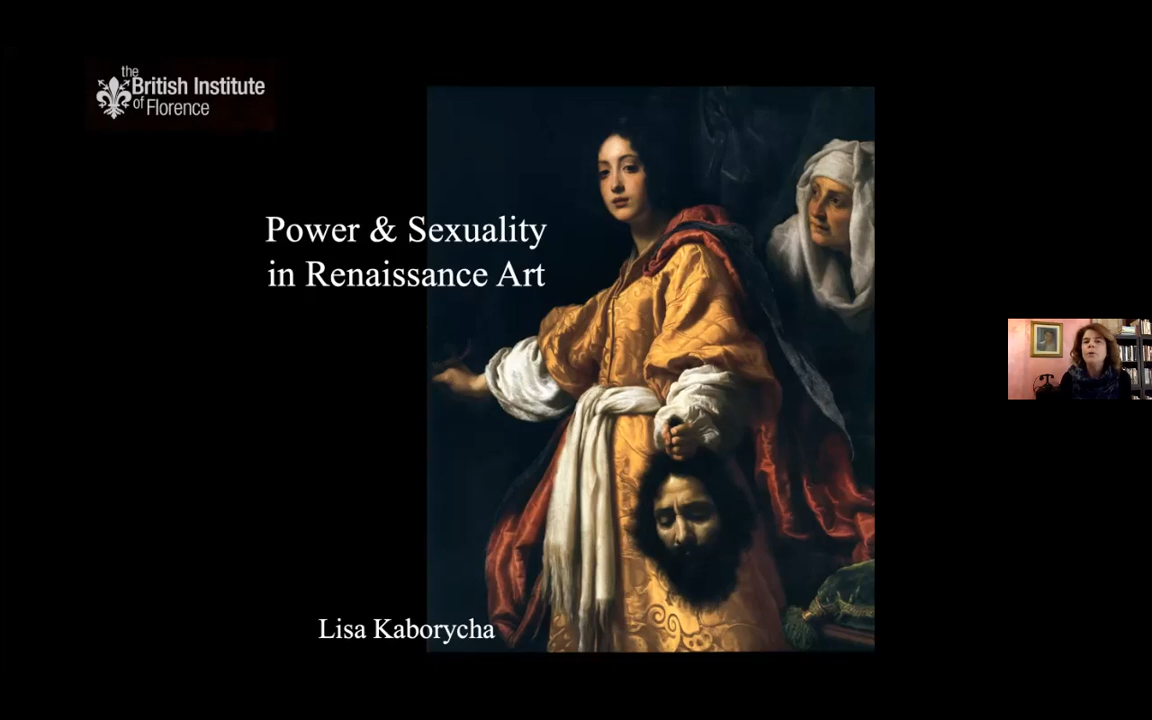 the
British Institute
of Florence
Power & Sexuality
in Renaissance Art
Lisa Kaborycha